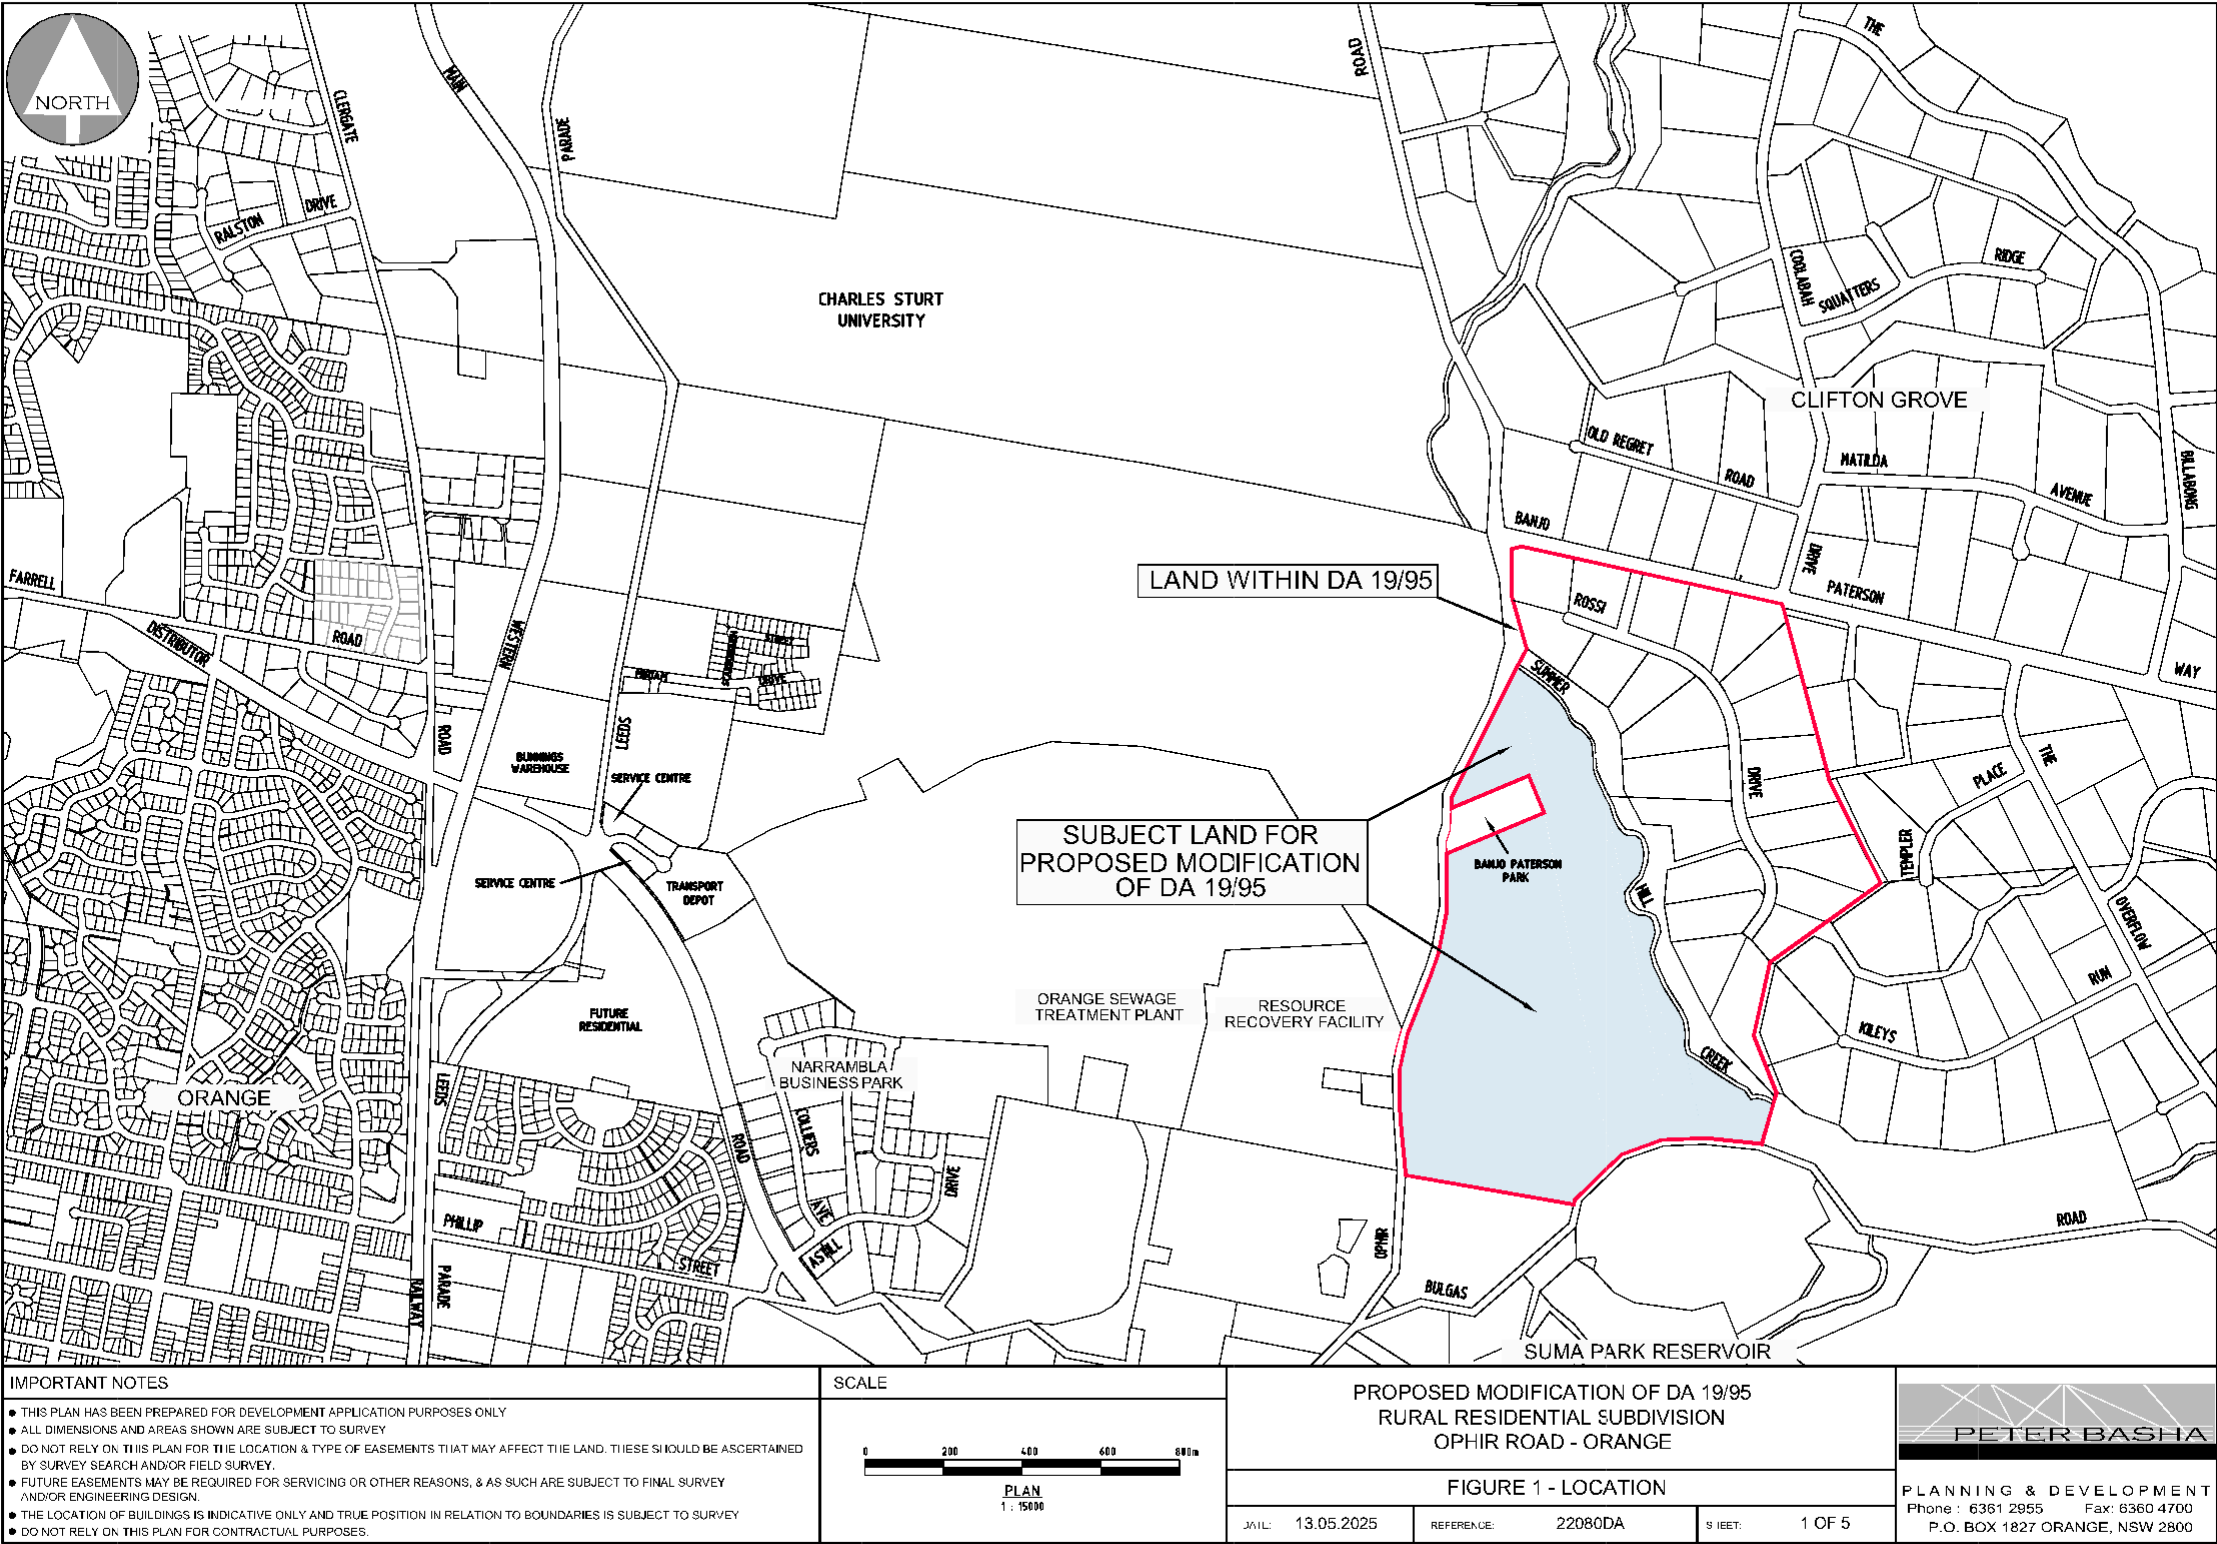 NORTH
CLERGATE
MAIN
PARADE
ROAD
THE
RALSTON
DRIVE
CHARLES STURT
UNIVERSITY
COOLABAH
SQUATTERS
RIDGE
CLIFTON GROVE
OLD REGRET
ROAD
MATILDA
AVENUE
BILLABONG
BANJO
DRIVE
PATERSON
WAY
LAND WITHIN DA 19/95
ROSSI
FARRELL
DISTRIBUTOR
ROAD
WESTERN
STREET
MIRIAM
DRIVE
SUMMER
ROAD
BUNNINGS
WAREHOUSE
LEEDS
SERVICE CENTRE
DRIVE
PLACE
THE
SUBJECT LAND FOR
PROPOSED MODIFICATION
OF DA 19/95
BANJO PATERSON
PARK
TEMPLER
SERVICE CENTRE
TRANSPORT
DEPOT
HILL
OVERFLOW
RUN
KILEYS
FUTURE
RESIDENTIAL
ORANGE SEWAGE
TREATMENT PLANT
RESOURCE
RECOVERY FACILITY
CREEK
NARRAMBLA
BUSINESS PARK
ORANGE
LEEDS
COLLIERS
ROAD
DRIVE
AVE
PHILLIP
STREET
ASTILL
OPHIR
ROAD
PARADE
RAILWAY
BULGAS
SUMA PARK RESERVOIR
IMPORTANT NOTES
● THIS PLAN HAS BEEN PREPARED FOR DEVELOPMENT APPLICATION PURPOSES ONLY
● ALL DIMENSIONS AND AREAS SHOWN ARE SUBJECT TO SURVEY
● DO NOT RELY ON THIS PLAN FOR THE LOCATION & TYPE OF EASEMENTS THAT MAY AFFECT THE LAND. THESE SHOULD BE ASCERTAINED
BY SURVEY SEARCH AND/OR FIELD SURVEY.
● FUTURE EASEMENTS MAY BE REQUIRED FOR SERVICING OR OTHER REASONS, & AS SUCH ARE SUBJECT TO FINAL SURVEY
AND/OR ENGINEERING DESIGN.
● THE LOCATION OF BUILDINGS IS INDICATIVE ONLY AND TRUE POSITION IN RELATION TO BOUNDARIES IS SUBJECT TO SURVEY
● DO NOT RELY ON THIS PLAN FOR CONTRACTUAL PURPOSES.
SCALE
0 200 400 600 800m
PLAN
1 : 15000
PROPOSED MODIFICATION OF DA 19/95
RURAL RESIDENTIAL SUBDIVISION
OPHIR ROAD - ORANGE
FIGURE 1 - LOCATION
DATE: 13.05.2025 REFERENCE: 22080DA SHEET: 1 OF 5
PETER BASHA
PLANNING & DEVELOPMENT
Phone : 6361 2955 Fax: 6360 4700
P.O. BOX 1827 ORANGE, NSW 2800